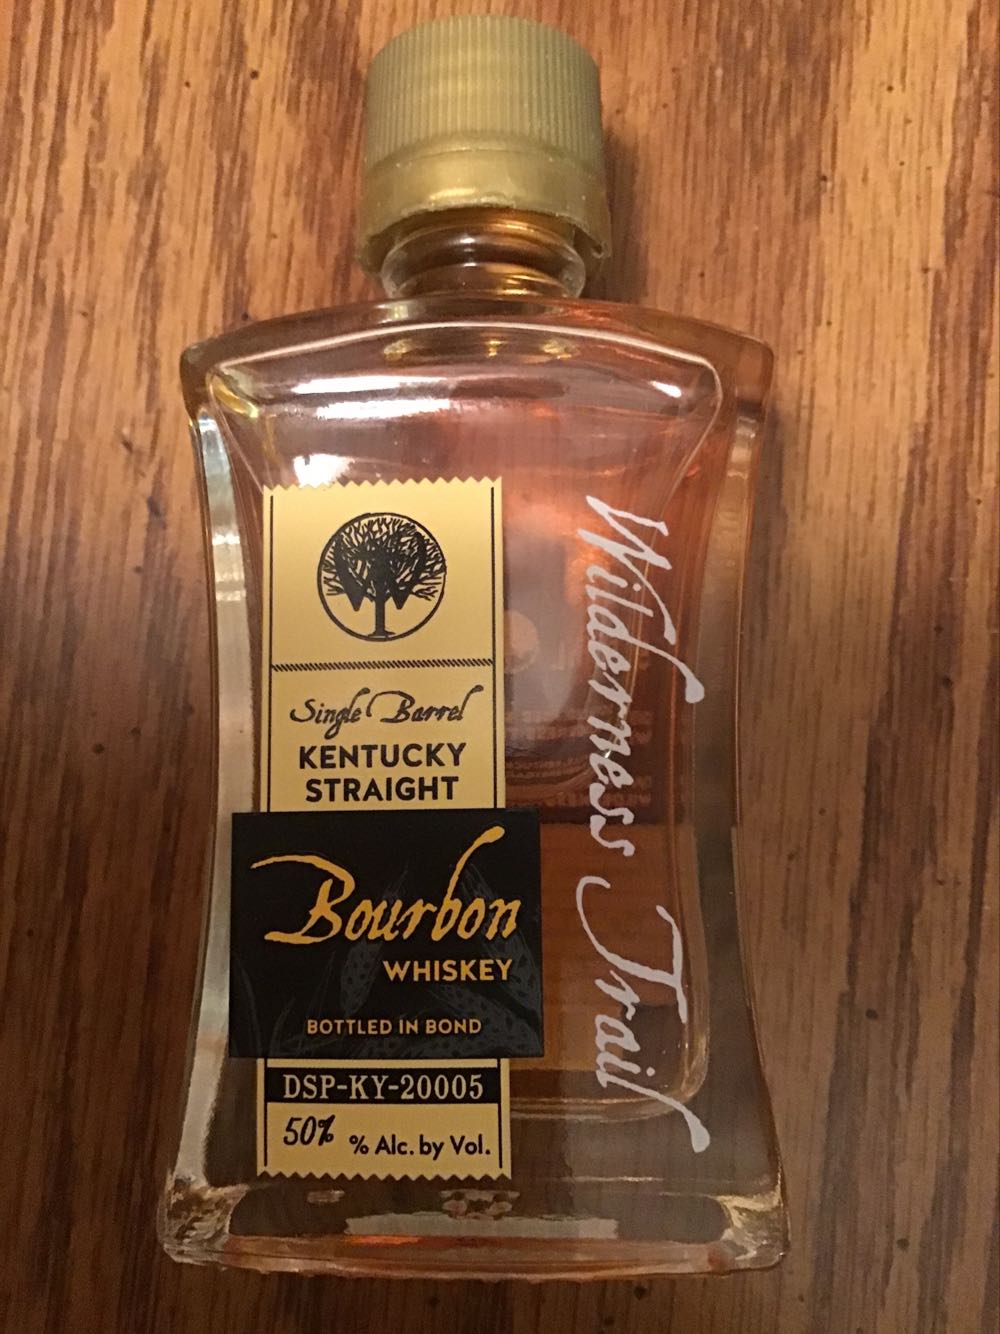 Single Barrel
KENTUCKY
STRAIGHT
Bourbon
WHISKEY
BOTTLED IN BOND
DSP-KY-20005
50% % Alc. by Vol.
Wilderness Trail